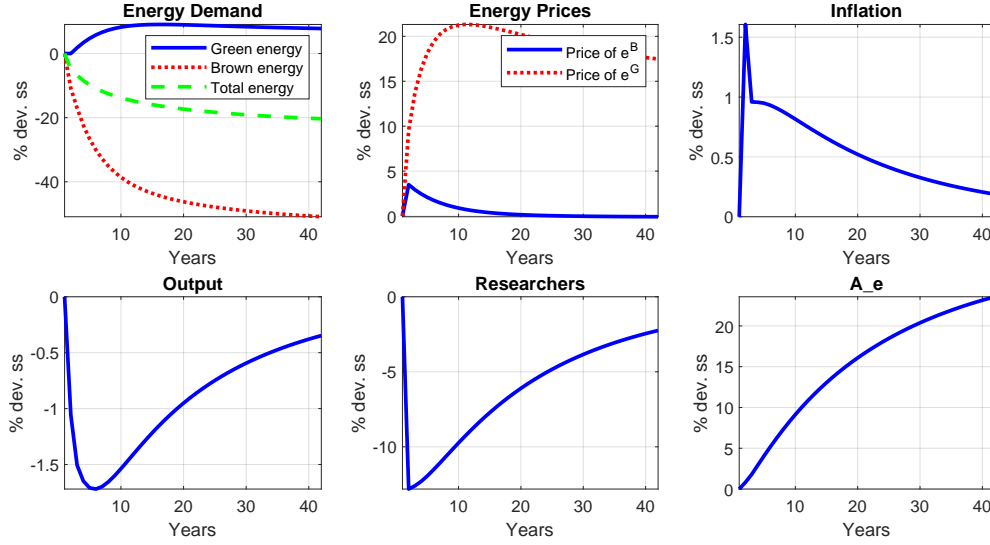 Energy Demand
% dev. ss
0
-20
-40
10 20 30 40
Years
Green energy
Brown energy
Total energy
Energy Prices
% dev. ss
20
15
10
5
0
10 20 30 40
Years
Price of e^B
Price of e^G
Inflation
% dev. ss
1.5
1
0.5
0
10 20 30 40
Years
Output
% dev. ss
0
-0.5
-1
-1.5
10 20 30 40
Years
Researchers
% dev. ss
0
-5
-10
10 20 30 40
Years
A_e
% dev. ss
20
15
10
5
0
10 20 30 40
Years